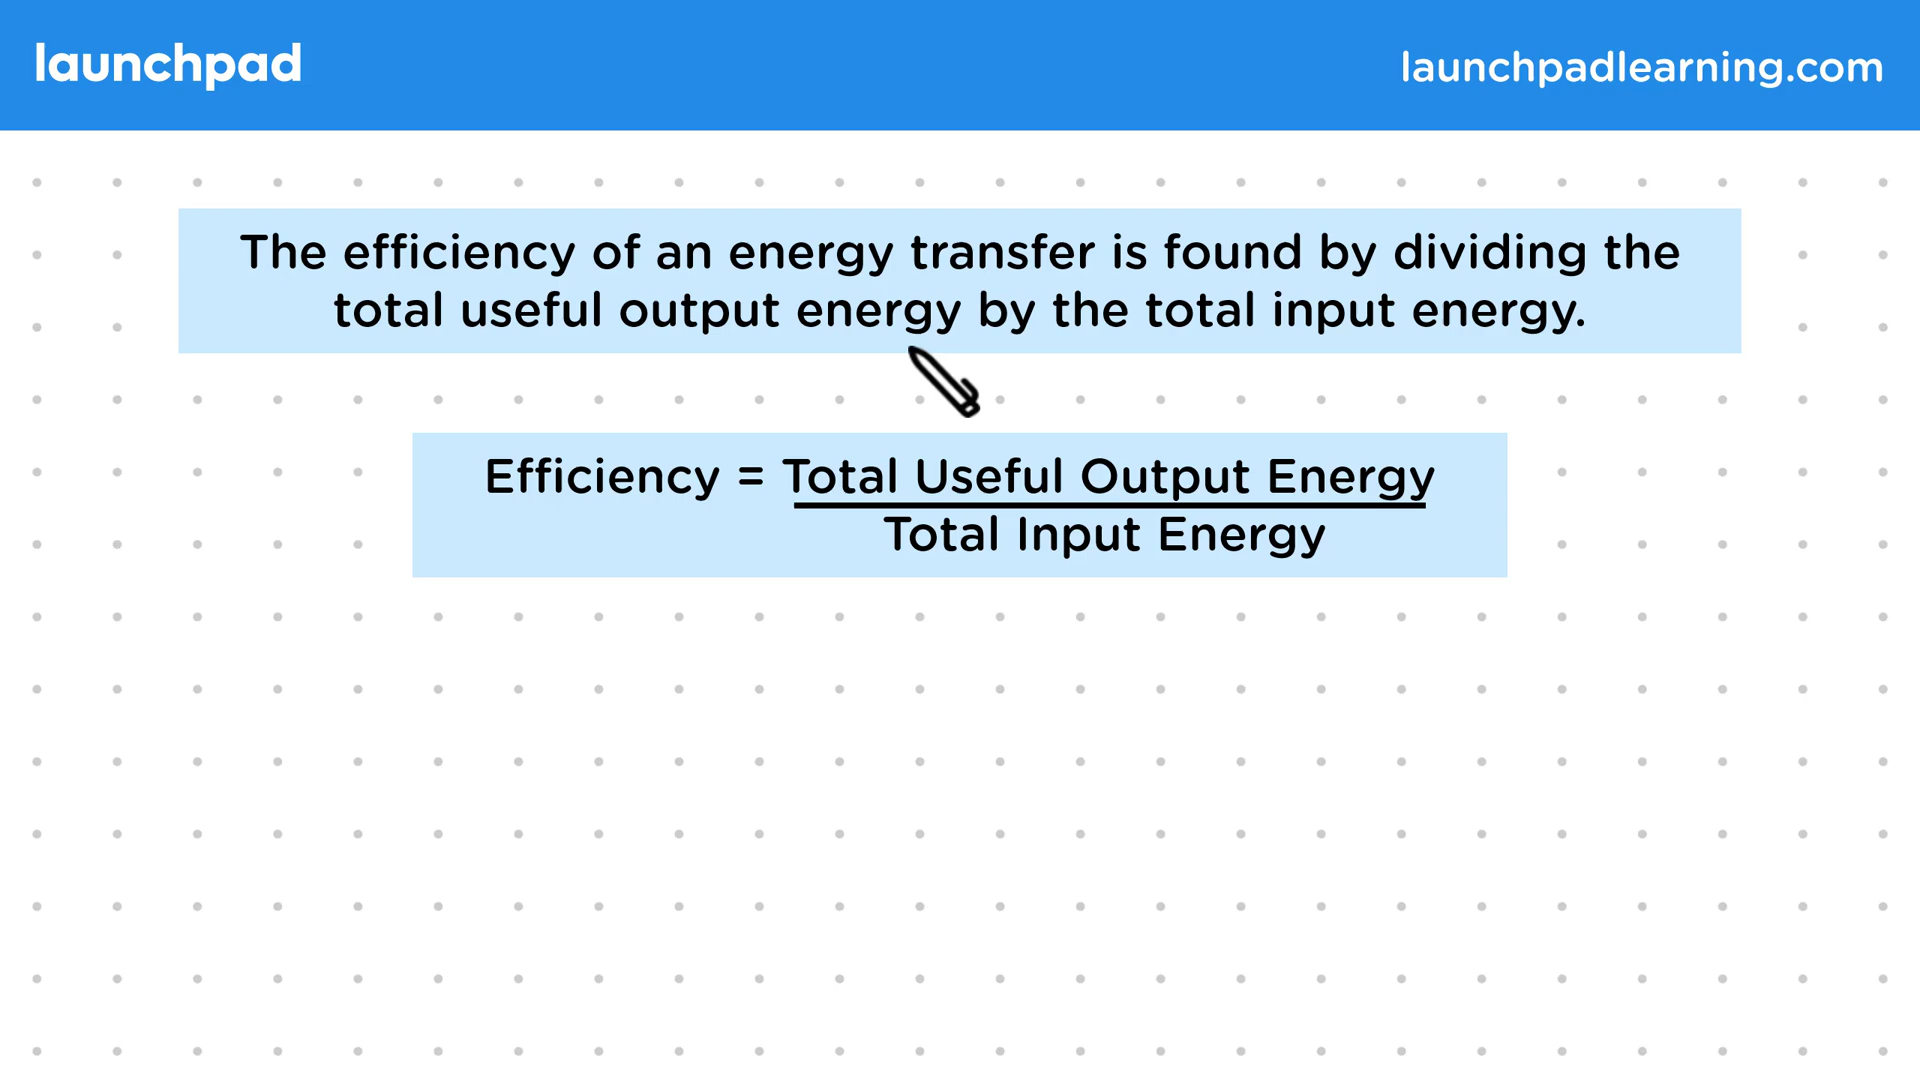 launchpad
launchpadlearning.com
The efficiency of an energy transfer is found by dividing the
total useful output energy by the total input energy.
Efficiency = Total Useful Output Energy
Total Input Energy